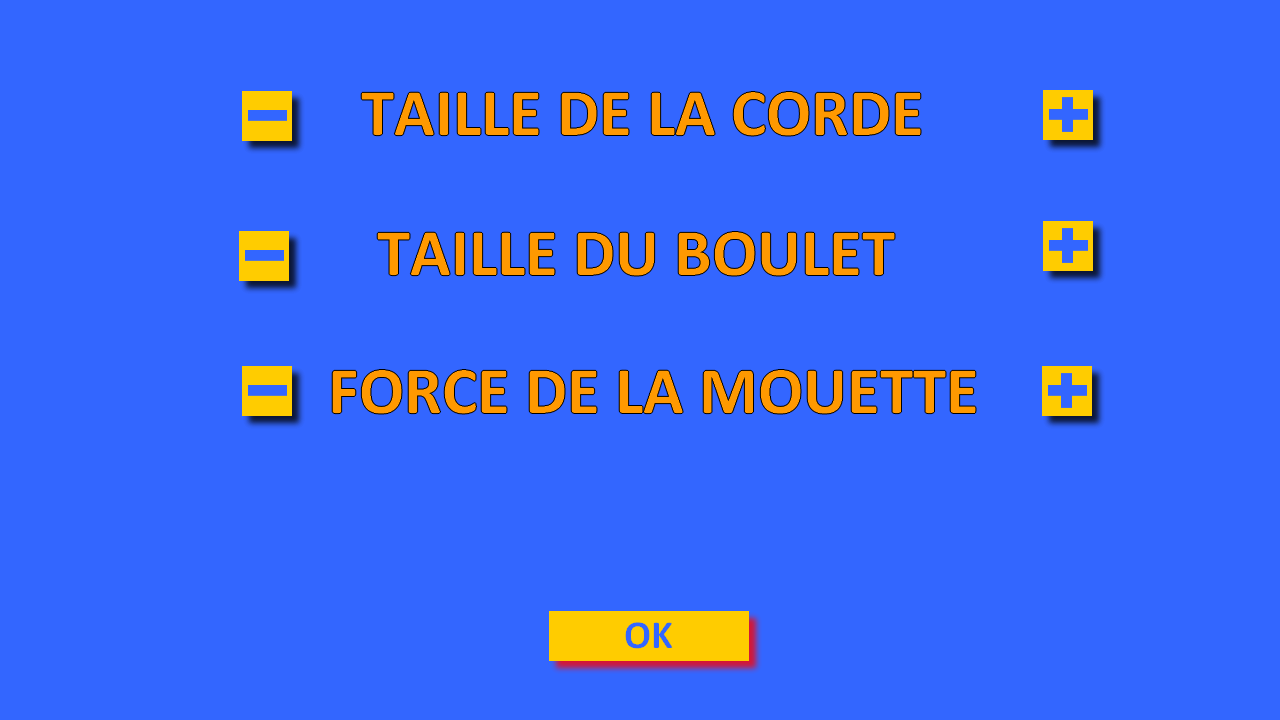 - TAILLE DE LA CORDE +
- TAILLE DU BOULET +
- FORCE DE LA MOUETTE +
OK